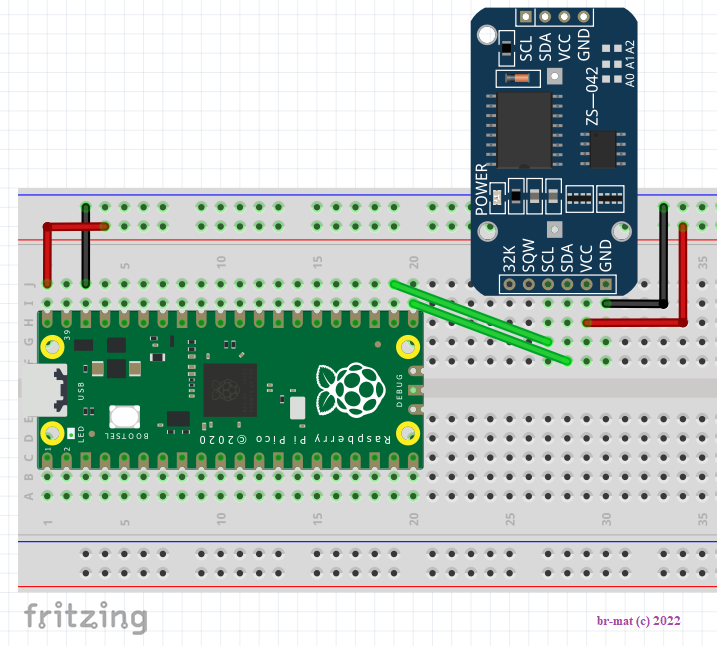 SCL SDA VCC GND
A0 A1 A2
ZS-042
POWER
32K SQW SCL SDA VCC GND
5 10 15 20 25 30 35
J
I
H
G
F
39
USB
DEBUG
LED
BOOTSEL
Raspberry Pi Pico ©2020
1
2
E
D
C
B
A
1 5 10 15 20 25 30 35
fritzing
br-mat (c) 2022